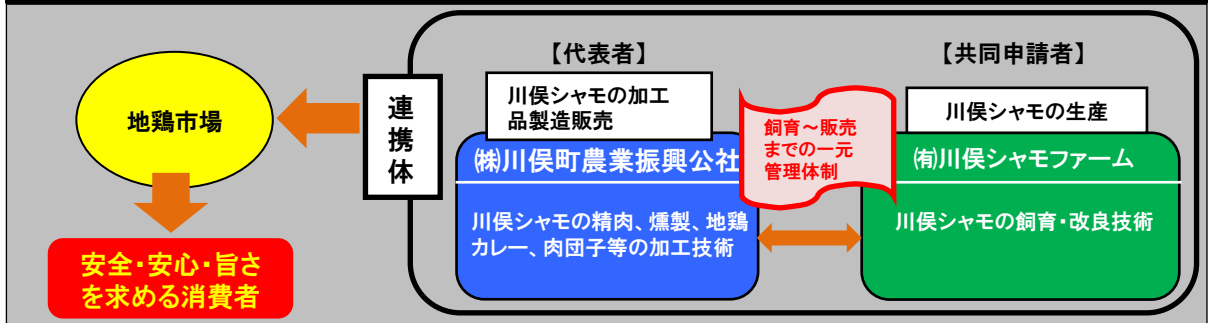 【代表者】
【共同申請者】
地鶏市場
連
携
体
川俣シャモの加工
品製造販売
飼育～販売
までの一元
管理体制
川俣シャモの生産
㈱川俣町農業振興公社
㈲川俣シャモファーム
川俣シャモの精肉、燻製、地鶏
カレー、肉団子等の加工技術
川俣シャモの飼育・改良技術
安全・安心・旨さ
を求める消費者